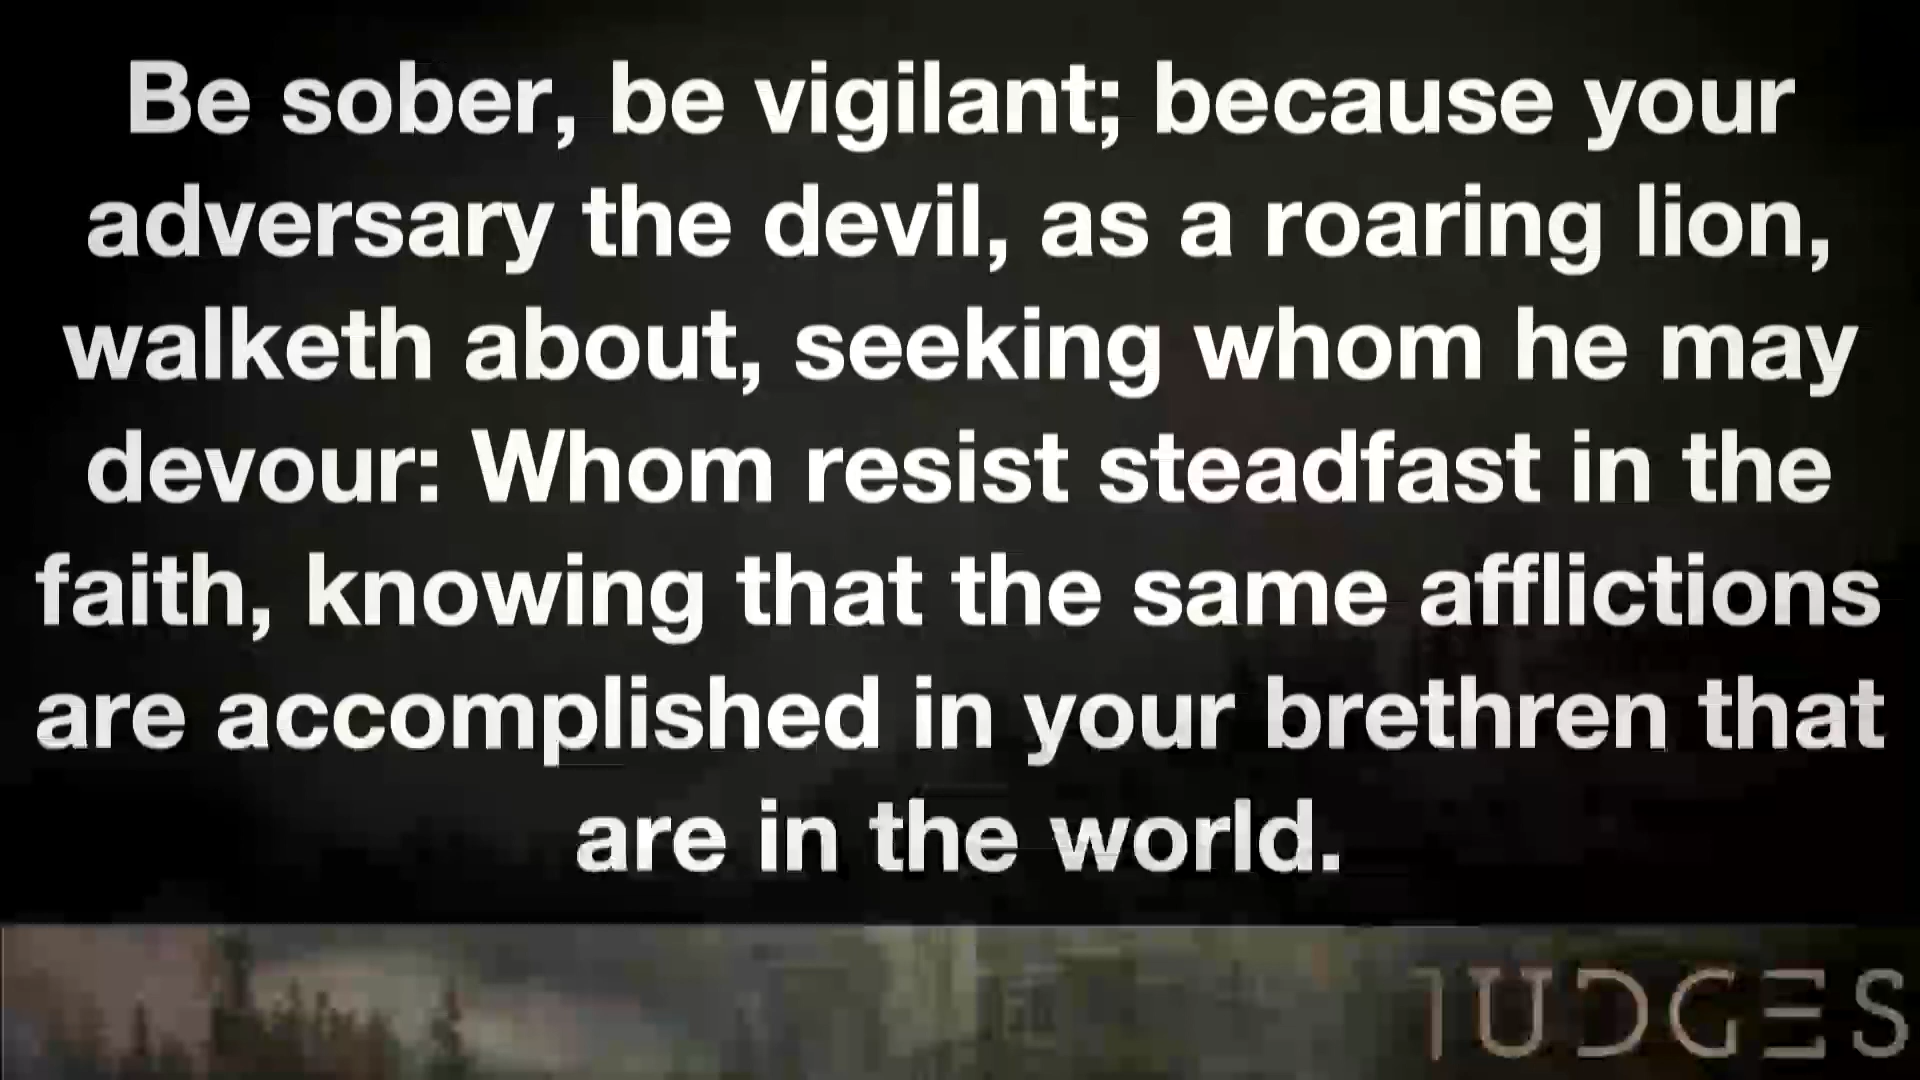 Be sober, be vigilant; because your
adversary the devil, as a roaring lion,
walketh about, seeking whom he may
devour: Whom resist steadfast in the
faith, knowing that the same afflictions
are accomplished in your brethren that
are in the world.
JUDGES